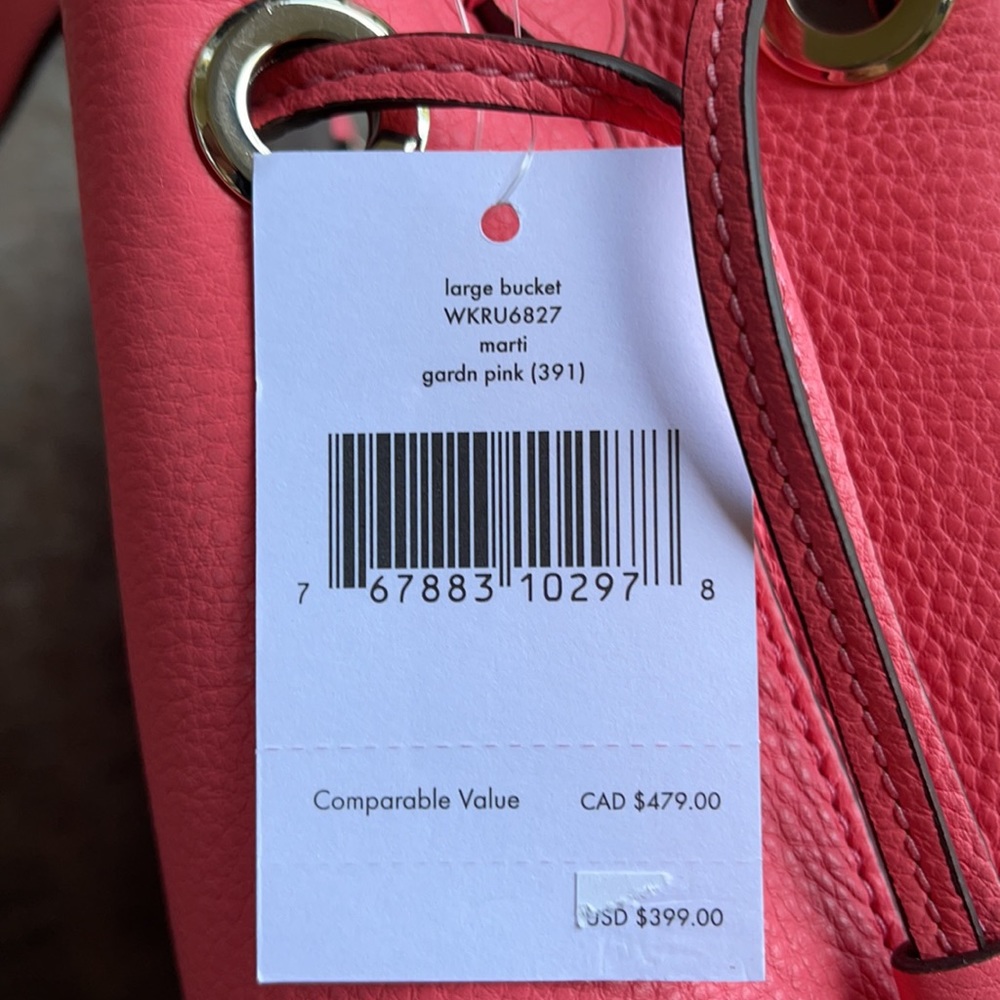 large bucket
WKRU6827
marti
gardn pink (391)
7 67883 10297 8
Comparable Value CAD $479.00
USD $399.00